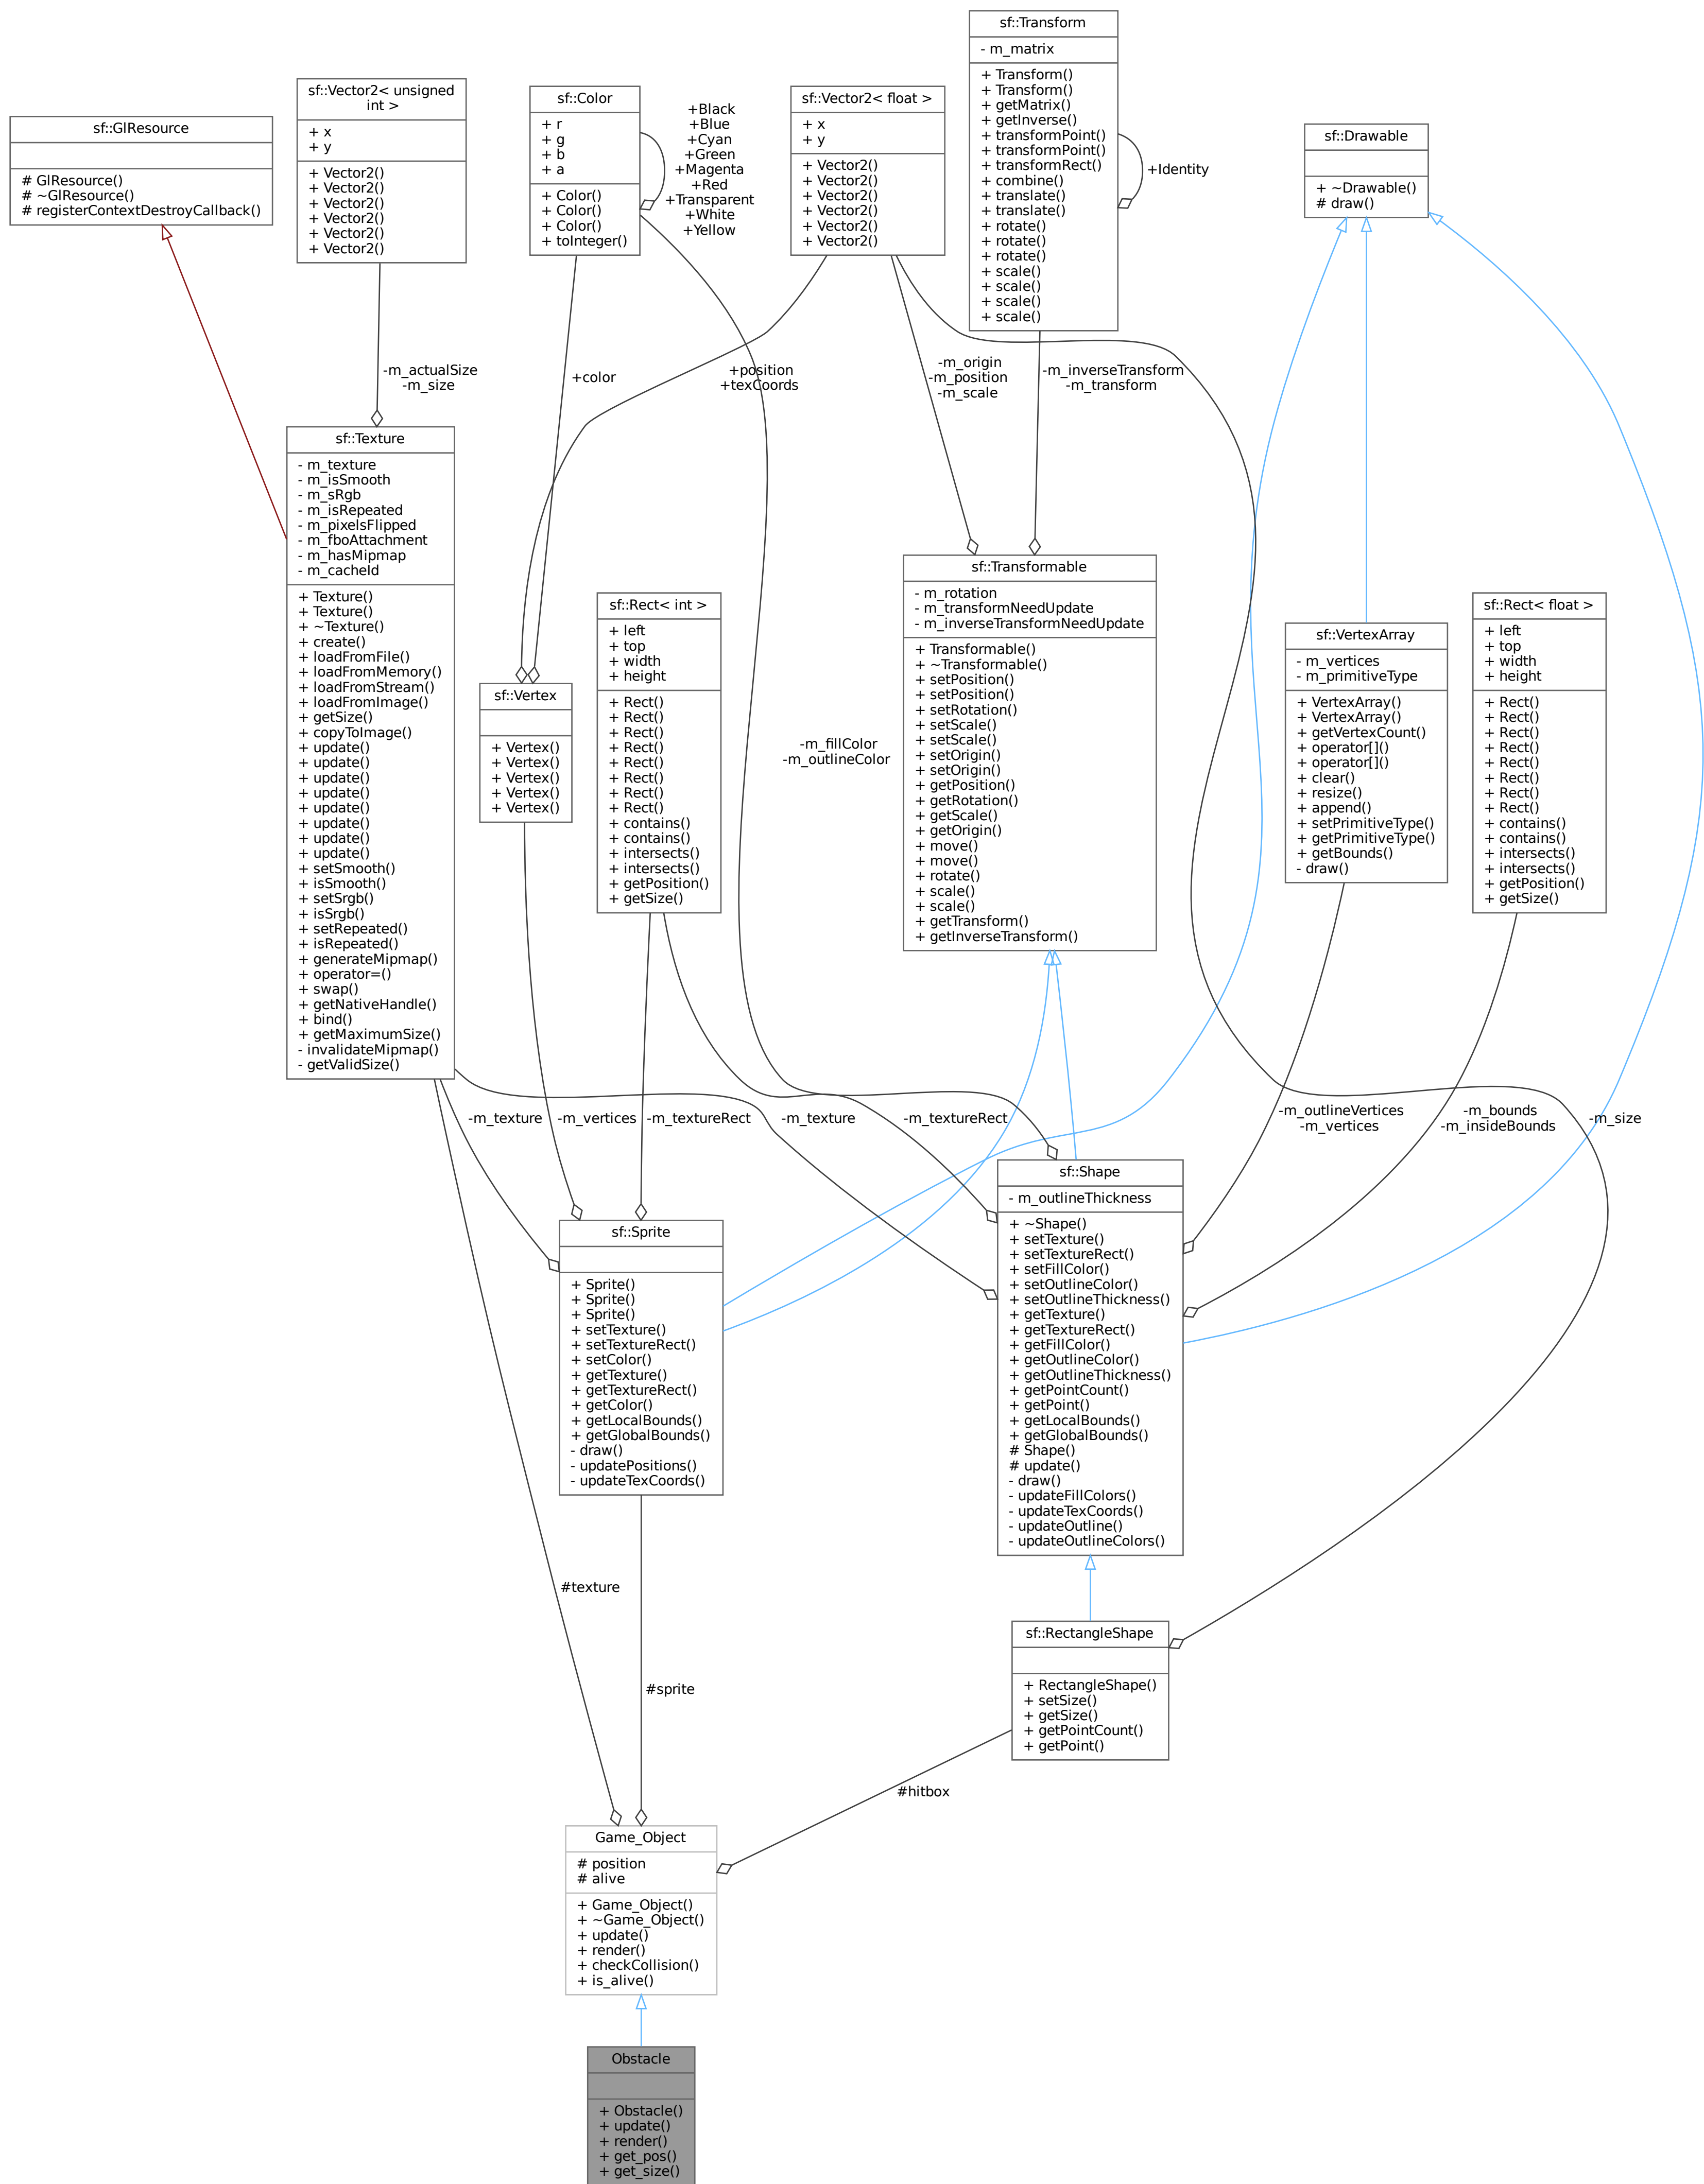 sf::Transform
- m_matrix
+ Transform()
+ Transform()
+ getMatrix()
+ getInverse()
+ transformPoint()
+ transformPoint()
+ transformRect()
+ combine()
+ translate()
+ translate()
+ rotate()
+ rotate()
+ rotate()
+ scale()
+ scale()
+ scale()
+ scale()
+Identity
sf::GlResource
# GlResource()
# ~GlResource()
# registerContextDestroyCallback()
sf::Vector2< unsigned
int >
+ x
+ y
+ Vector2()
+ Vector2()
+ Vector2()
+ Vector2()
+ Vector2()
+ Vector2()
sf::Color
+ r
+ g
+ b
+ a
+ Color()
+ Color()
+ Color()
+ toInteger()
+Black
+Blue
+Cyan
+Green
+Magenta
+Red
+Transparent
+White
+Yellow
sf::Vector2< float >
+ x
+ y
+ Vector2()
+ Vector2()
+ Vector2()
+ Vector2()
+ Vector2()
+ Vector2()
sf::Drawable
+ ~Drawable()
# draw()
-m_actualSize
-m_size
+color
+position
+texCoords
-m_origin
-m_position
-m_scale
-m_inverseTransform
-m_transform
sf::Texture
- m_texture
- m_isSmooth
- m_sRgb
- m_isRepeated
- m_pixelsFlipped
- m_fboAttachment
- m_hasMipmap
- m_cacheId
+ Texture()
+ Texture()
+ ~Texture()
+ create()
+ loadFromFile()
+ loadFromMemory()
+ loadFromStream()
+ loadFromImage()
+ getSize()
+ copyToImage()
+ update()
+ update()
+ update()
+ update()
+ update()
+ update()
+ update()
+ update()
+ setSmooth()
+ isSmooth()
+ setSrgb()
+ isSrgb()
+ setRepeated()
+ isRepeated()
+ generateMipmap()
+ operator=()
+ swap()
+ getNativeHandle()
+ bind()
+ getMaximumSize()
- invalidateMipmap()
- getValidSize()
sf::Vertex
+ Vertex()
+ Vertex()
+ Vertex()
+ Vertex()
+ Vertex()
sf::Rect< int >
+ left
+ top
+ width
+ height
+ Rect()
+ Rect()
+ Rect()
+ Rect()
+ Rect()
+ Rect()
+ Rect()
+ Rect()
+ contains()
+ contains()
+ intersects()
+ intersects()
+ getPosition()
+ getSize()
-m_fillColor
-m_outlineColor
sf::Transformable
- m_rotation
- m_transformNeedUpdate
- m_inverseTransformNeedUpdate
+ Transformable()
+ ~Transformable()
+ setPosition()
+ setPosition()
+ setRotation()
+ setScale()
+ setScale()
+ setOrigin()
+ setOrigin()
+ getPosition()
+ getRotation()
+ getScale()
+ getOrigin()
+ move()
+ move()
+ rotate()
+ scale()
+ scale()
+ getTransform()
+ getInverseTransform()
sf::VertexArray
- m_vertices
- m_primitiveType
+ VertexArray()
+ VertexArray()
+ getVertexCount()
+ operator[]()
+ operator[]()
+ clear()
+ resize()
+ append()
+ setPrimitiveType()
+ getPrimitiveType()
+ getBounds()
- draw()
sf::Rect< float >
+ left
+ top
+ width
+ height
+ Rect()
+ Rect()
+ Rect()
+ Rect()
+ Rect()
+ Rect()
+ Rect()
+ Rect()
+ contains()
+ contains()
+ intersects()
+ intersects()
+ getPosition()
+ getSize()
-m_texture
-m_vertices
-m_textureRect
-m_texture
-m_textureRect
-m_outlineVertices
-m_vertices
-m_bounds
-m_insideBounds
-m_size
sf::Sprite
+ Sprite()
+ Sprite()
+ Sprite()
+ setTexture()
+ setTextureRect()
+ setColor()
+ getTexture()
+ getTextureRect()
+ getColor()
+ getLocalBounds()
+ getGlobalBounds()
- draw()
- updatePositions()
- updateTexCoords()
sf::Shape
- m_outlineThickness
+ ~Shape()
+ setTexture()
+ setTextureRect()
+ setFillColor()
+ setOutlineColor()
+ setOutlineThickness()
+ getTexture()
+ getTextureRect()
+ getFillColor()
+ getOutlineColor()
+ getOutlineThickness()
+ getPointCount()
+ getPoint()
+ getLocalBounds()
+ getGlobalBounds()
# Shape()
# update()
- draw()
- updateFillColors()
- updateTexCoords()
- updateOutline()
- updateOutlineColors()
#texture
#sprite
sf::RectangleShape
+ RectangleShape()
+ setSize()
+ getSize()
+ getPointCount()
+ getPoint()
#hitbox
Game_Object
# position
# alive
+ Game_Object()
+ ~Game_Object()
+ update()
+ render()
+ checkCollision()
+ is_alive()
Obstacle
+ Obstacle()
+ update()
+ render()
+ get_pos()
+ get_size()